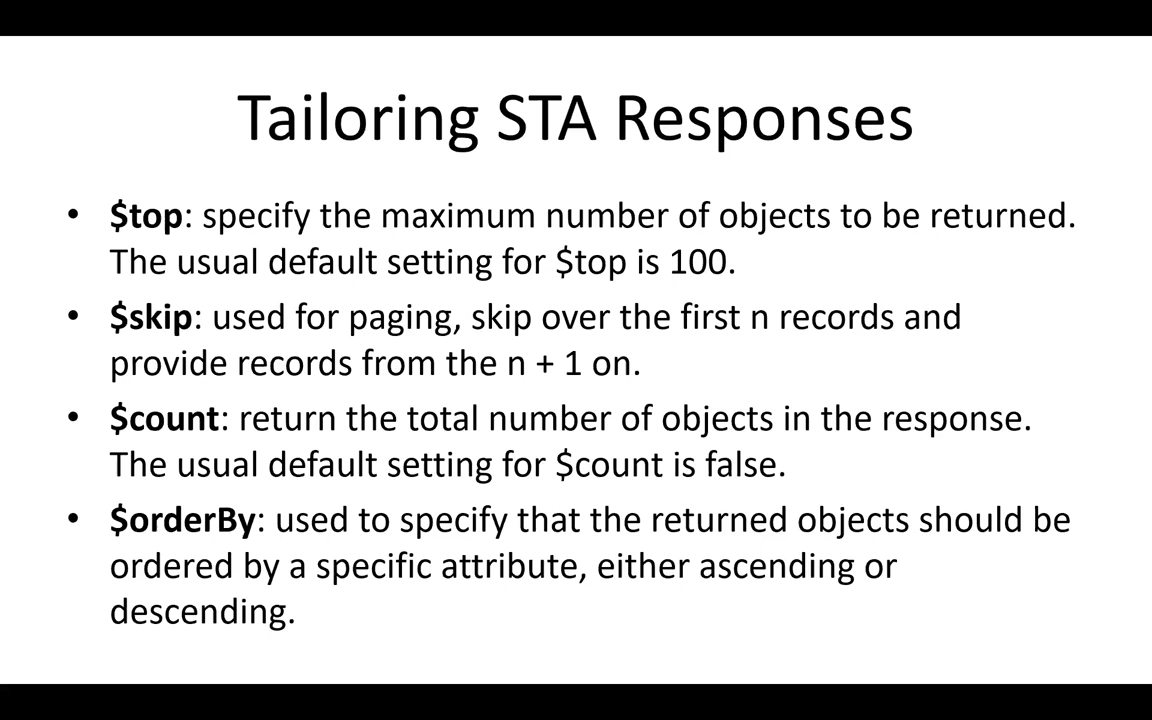 Tailoring STA Responses
• $top: specify the maximum number of objects to be returned.
The usual default setting for $top is 100.
• $skip: used for paging, skip over the first n records and
provide records from the n + 1 on.
• $count: return the total number of objects in the response.
The usual default setting for $count is false.
• $orderBy: used to specify that the returned objects should be
ordered by a specific attribute, either ascending or
descending.